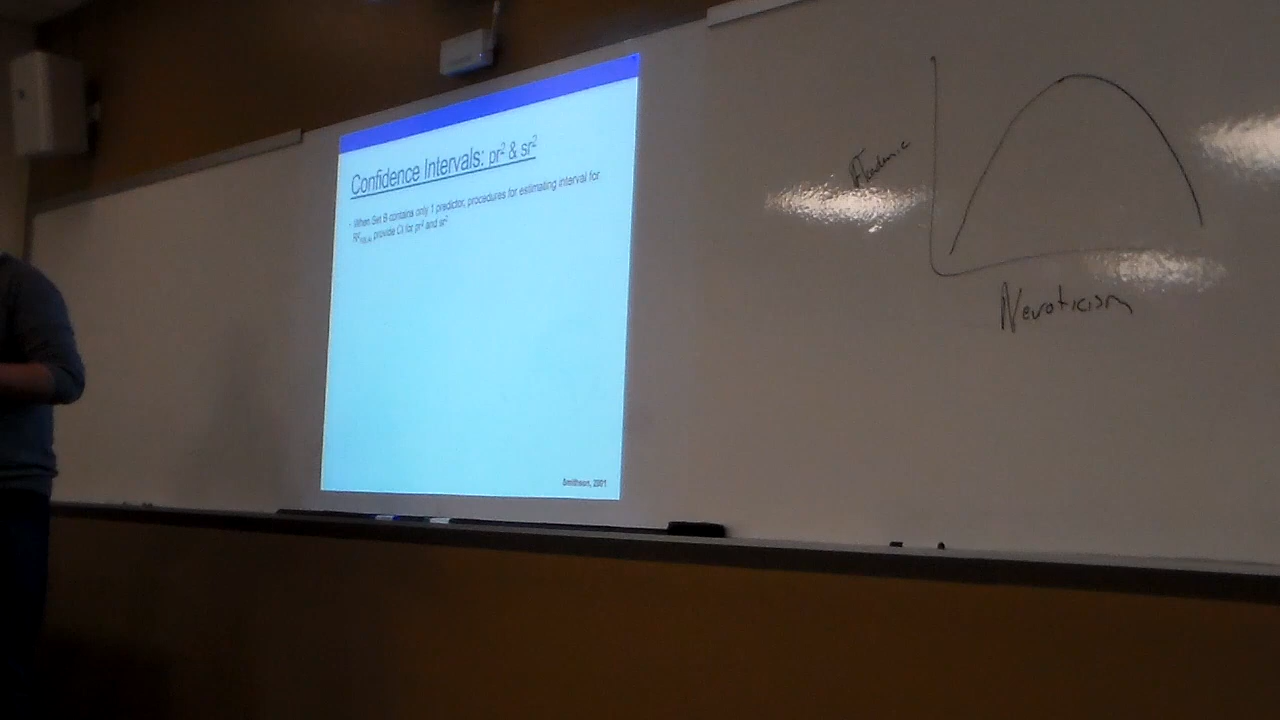 Confidence Intervals: pr² & sr²
- When Set B contains only 1 predictor, procedures for estimating interval for
provide CI for pr² and sr²
Smithson, 2001
Neuroticism